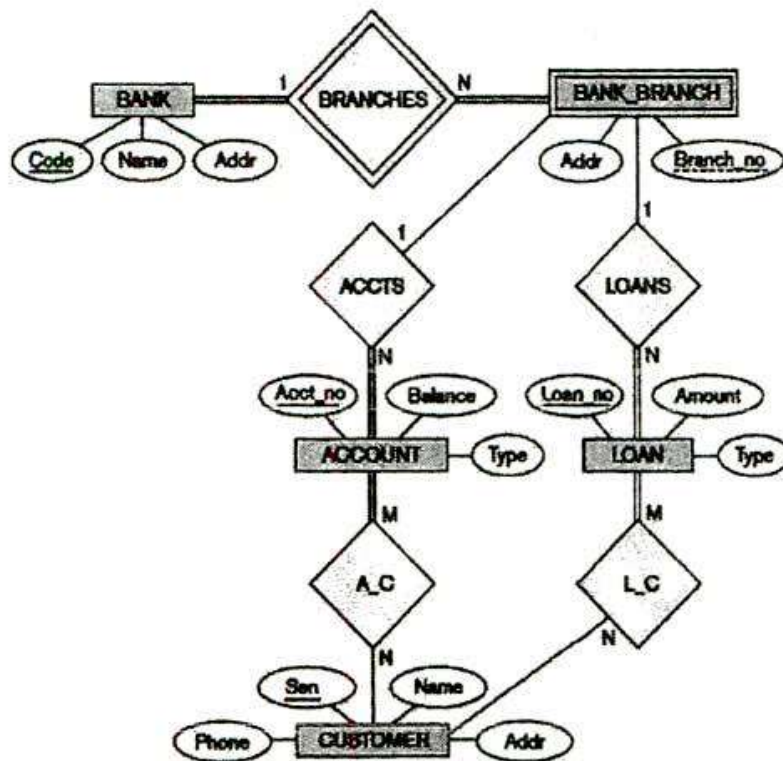 1 N
BANK BRANCHES BANK_BRANCH
Code Name Addr Addr Branch_no
1 1
ACCTS LOANS
N N
Acct_no Balance Loan_no Amount
ACCOUNT Type LOAN Type
M M
A_C L_C
N N
Ssn Name
Phone CUSTOMER Addr